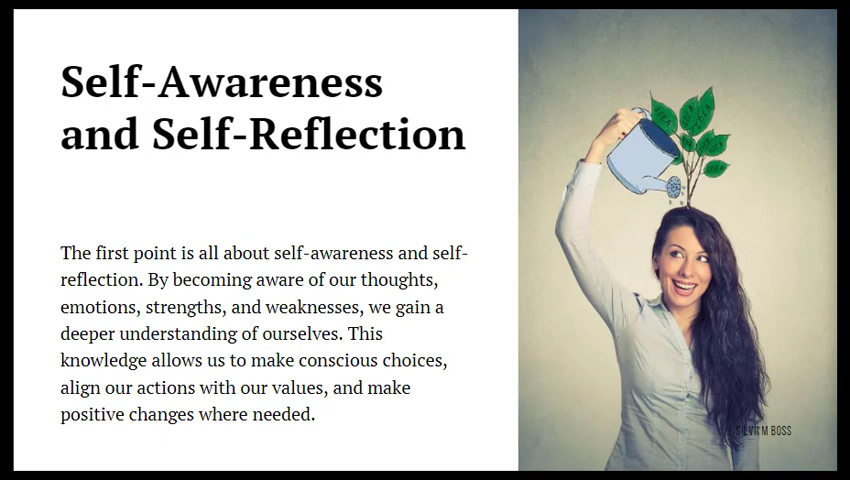 Self-Awareness
and Self-Reflection
The first point is all about self-awareness and self-
reflection. By becoming aware of our thoughts,
emotions, strengths, and weaknesses, we gain a
deeper understanding of ourselves. This
knowledge allows us to make conscious choices,
align our actions with our values, and make
positive changes where needed.
M BOSS